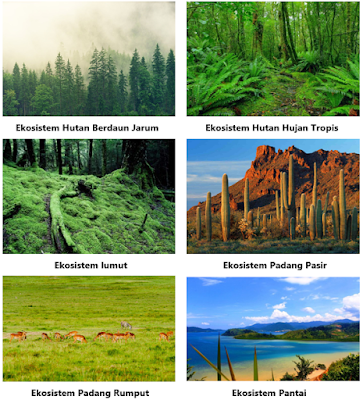 Ekosistem Hutan Berdaun Jarum
Ekosistem Hutan Hujan Tropis
Ekosistem lumut
Ekosistem Padang Pasir
Ekosistem Padang Rumput
Ekosistem Pantai